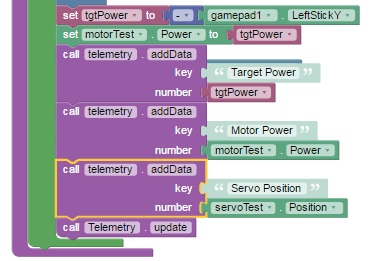 set tgtPower to - gamepad1 . LeftStickY
set motorTest . Power to tgtPower
call telemetry . addData
key “ Target Power ”
number tgtPower
call telemetry . addData
key “ Motor Power ”
number motorTest . Power
call telemetry . addData
key “ Servo Position ”
number servoTest . Position
call Telemetry . update